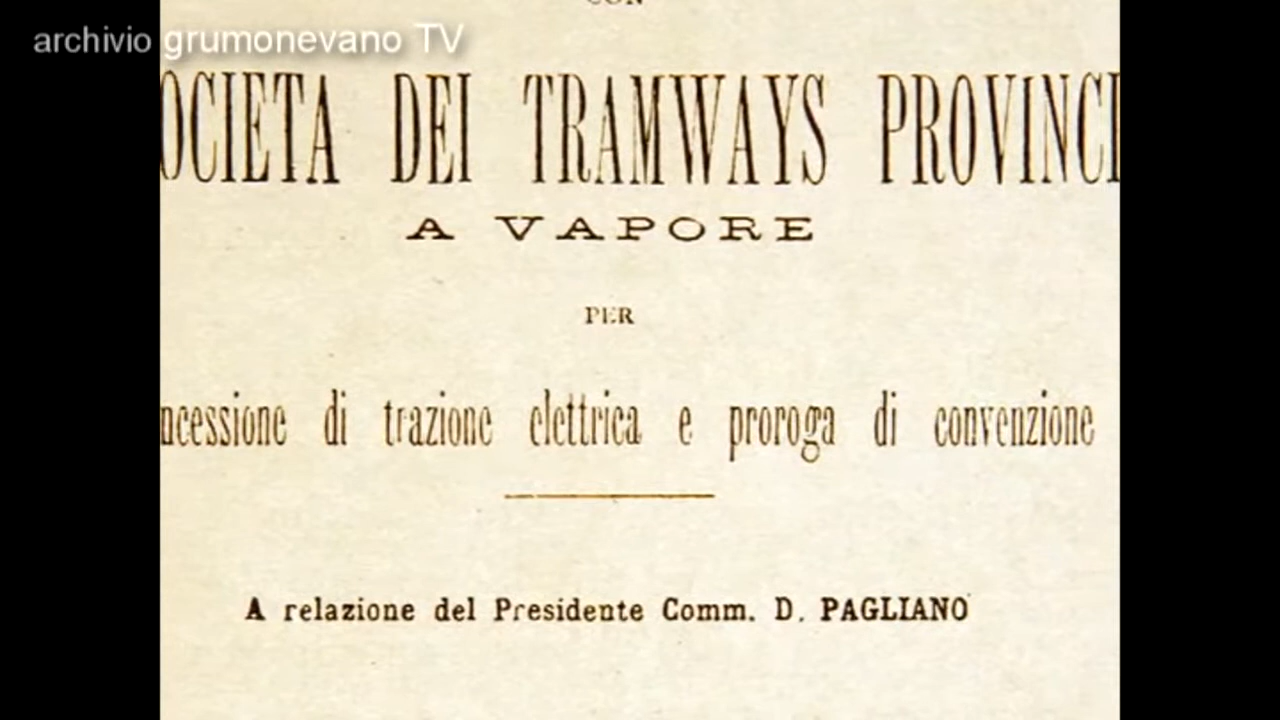 CON
archivio grumonevano TV
OCIETA DEI TRAMWAYS PROVINCI
A VAPORE
PER
ncessione di trazione elettrica e proroga di convenzione
A relazione del Presidente Comm. D. PAGLIANO